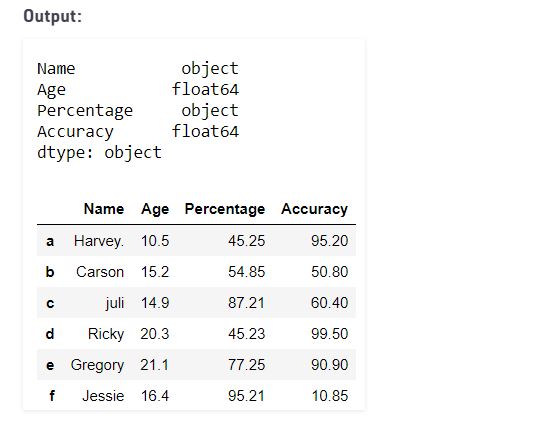 Output:
Name object
Age float64
Percentage object
Accuracy float64
dtype: object
Name Age Percentage Accuracy
a Harvey. 10.5 45.25 95.20
b Carson 15.2 54.85 50.80
c juli 14.9 87.21 60.40
d Ricky 20.3 45.23 99.50
e Gregory 21.1 77.25 90.90
f Jessie 16.4 95.21 10.85